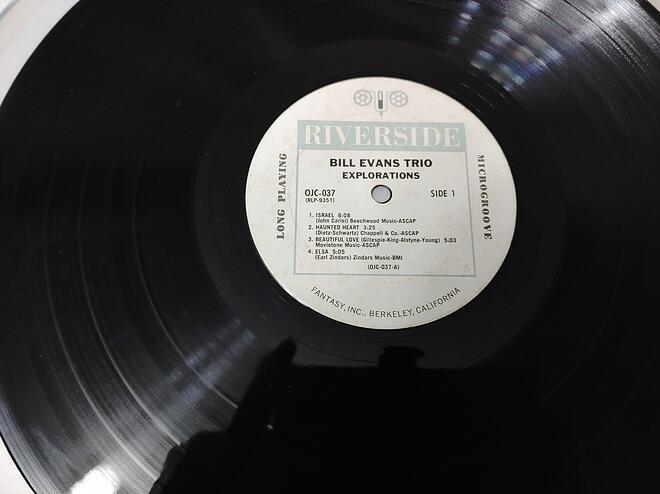 RIVERSIDE
BILL EVANS TRIO
EXPLORATIONS
LONG PLAYING
MICROGROOVE
OJC-037
(RLP-9351)
SIDE 1
1. ISRAEL 6:08
(John Carisi) Beechwood Music-ASCAP
2. HAUNTED HEART 3:25
(Dietz-Schwartz) Chappell & Co.-ASCAP
3. BEAUTIFUL LOVE (Gillespie-King-Alstyne-Young) 5:03
Movietone Music-ASCAP
4. ELSA 5:05
(Earl Zindars) Zindars Music-BMI
(OJC-037-A)
FANTASY, INC., BERKELEY, CALIFORNIA